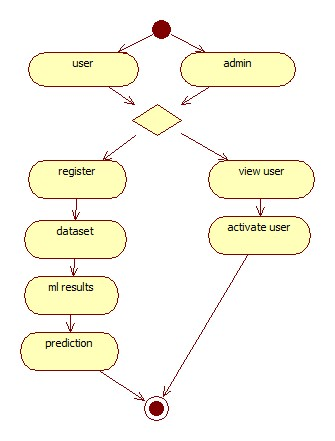 user
admin
register
view user
dataset
activate user
ml results
prediction